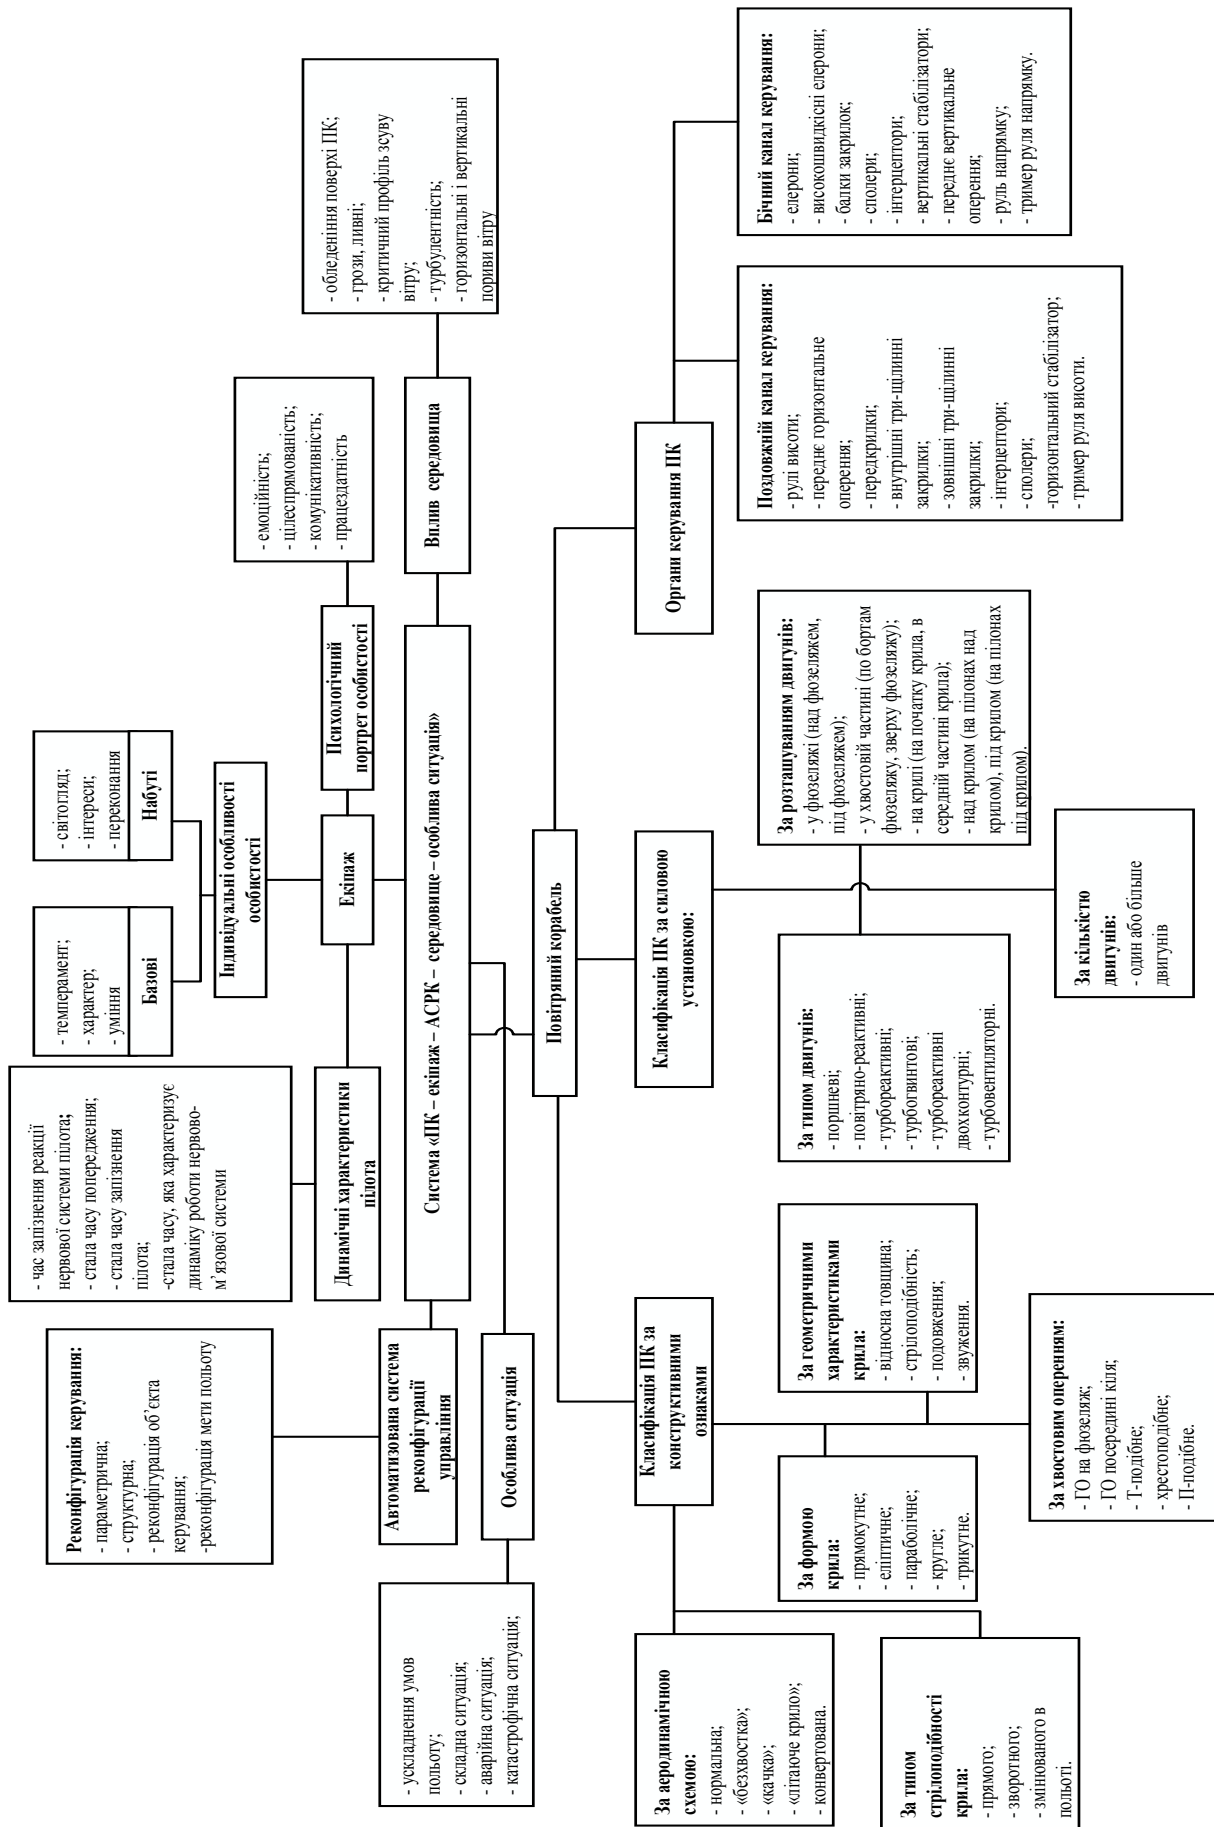 Реконфігурація керування:
- параметрична;
- структурна;
- реконфігурація об’єкта
керування;
-реконфігурація мети польоту
- час запізнення реакції
нервової системи пілота;
- стала часу попередження;
- стала часу запізнення
пілота;
-стала часу, яка характеризує
динаміку роботи нервово-
м’язової системи
- темперамент;
- характер;
- уміння
Базові
- світогляд;
- інтереси;
- переконання
Набуті
Індивідуальні особливості
особистості
- емоційність;
- цілеспрямованість;
- комунікативність;
- працездатність
- обледеніння поверхі ПК;
- грози, ливні;
- критичний профіль зсуву
вітру;
- турбулентність;
- горизонтальні і вертикальні
пориви вітру
Динамічні характеристики
пілота
Екіпаж
Психологічний
портрет особистості
Автоматизована система
реконфігурації
управління
Система «ПК – екіпаж – АСРК – середовище – особлива ситуація»
Вплив середовища
- ускладнення умов
польоту;
- складна ситуація;
- аварійна ситуація;
- катастрофічна ситуація;
Особлива ситуація
Повітряний корабель
Класифікація ПК за
конструктивними
ознаками
Класифікація ПК за силовою
установкою:
Органи керування ПК
За аеродинамічною
схемою:
- нормальна;
- «безхвостка»;
- «качка»;
- «літаюче крило»;
- конвертована.
За формою
крила:
- прямокутне;
- еліптичне;
- параболічне;
- кругле;
- трикутне.
За геометричними
характеристиками
крила:
- відносна товщина;
- стрілоподібність;
- подовження;
- звуження.
За типом двигунів:
- поршневі;
- повітряно-реактивні;
- турбореактивні;
- турбогвинтові;
- турбореактивні
двохконтурні;
- турбовентиляторні.
За розташуванням двигунів:
- у фюзеляжі (над фюзеляжем,
під фюзеляжем);
- у хвостовій частині (по бортам
фюзеляжу, зверху фюзеляжу);
- на крилі (на початку крила, в
середній частині крила);
- над крилом (на пілонах над
крилом), під крилом (на пілонах
під крилом).
Поздовжній канал керування:
- рулі висоти;
- переднє горизонтальне
оперення;
- передкрилки;
- внутрішні три-щілинні
закрилки;
- зовнішні три-щілинні
закрилки;
- інтерцептори;
- сполери;
-горизонтальний стабілізатор;
- тример руля висоти.
Бічний канал керування:
- елерони;
- високошвидкісні елерони;
- балки закрилок;
- сполери;
- інтерцептори;
- вертикальні стабілізатори;
- переднє вертикальне
оперення;
- руль напрямку;
- тример руля напрямку.
За типом
стрілоподібності
крила:
- прямого;
- зворотного;
- змінюваного в
польоті.
За хвостовим оперенням:
- ГО на фюзеляж;
- ГО посередині кіля;
- Т-подібне;
- хрестоподібне;
- П-подібне.
За кількістю
двигунів:
- один або більше
двигунів